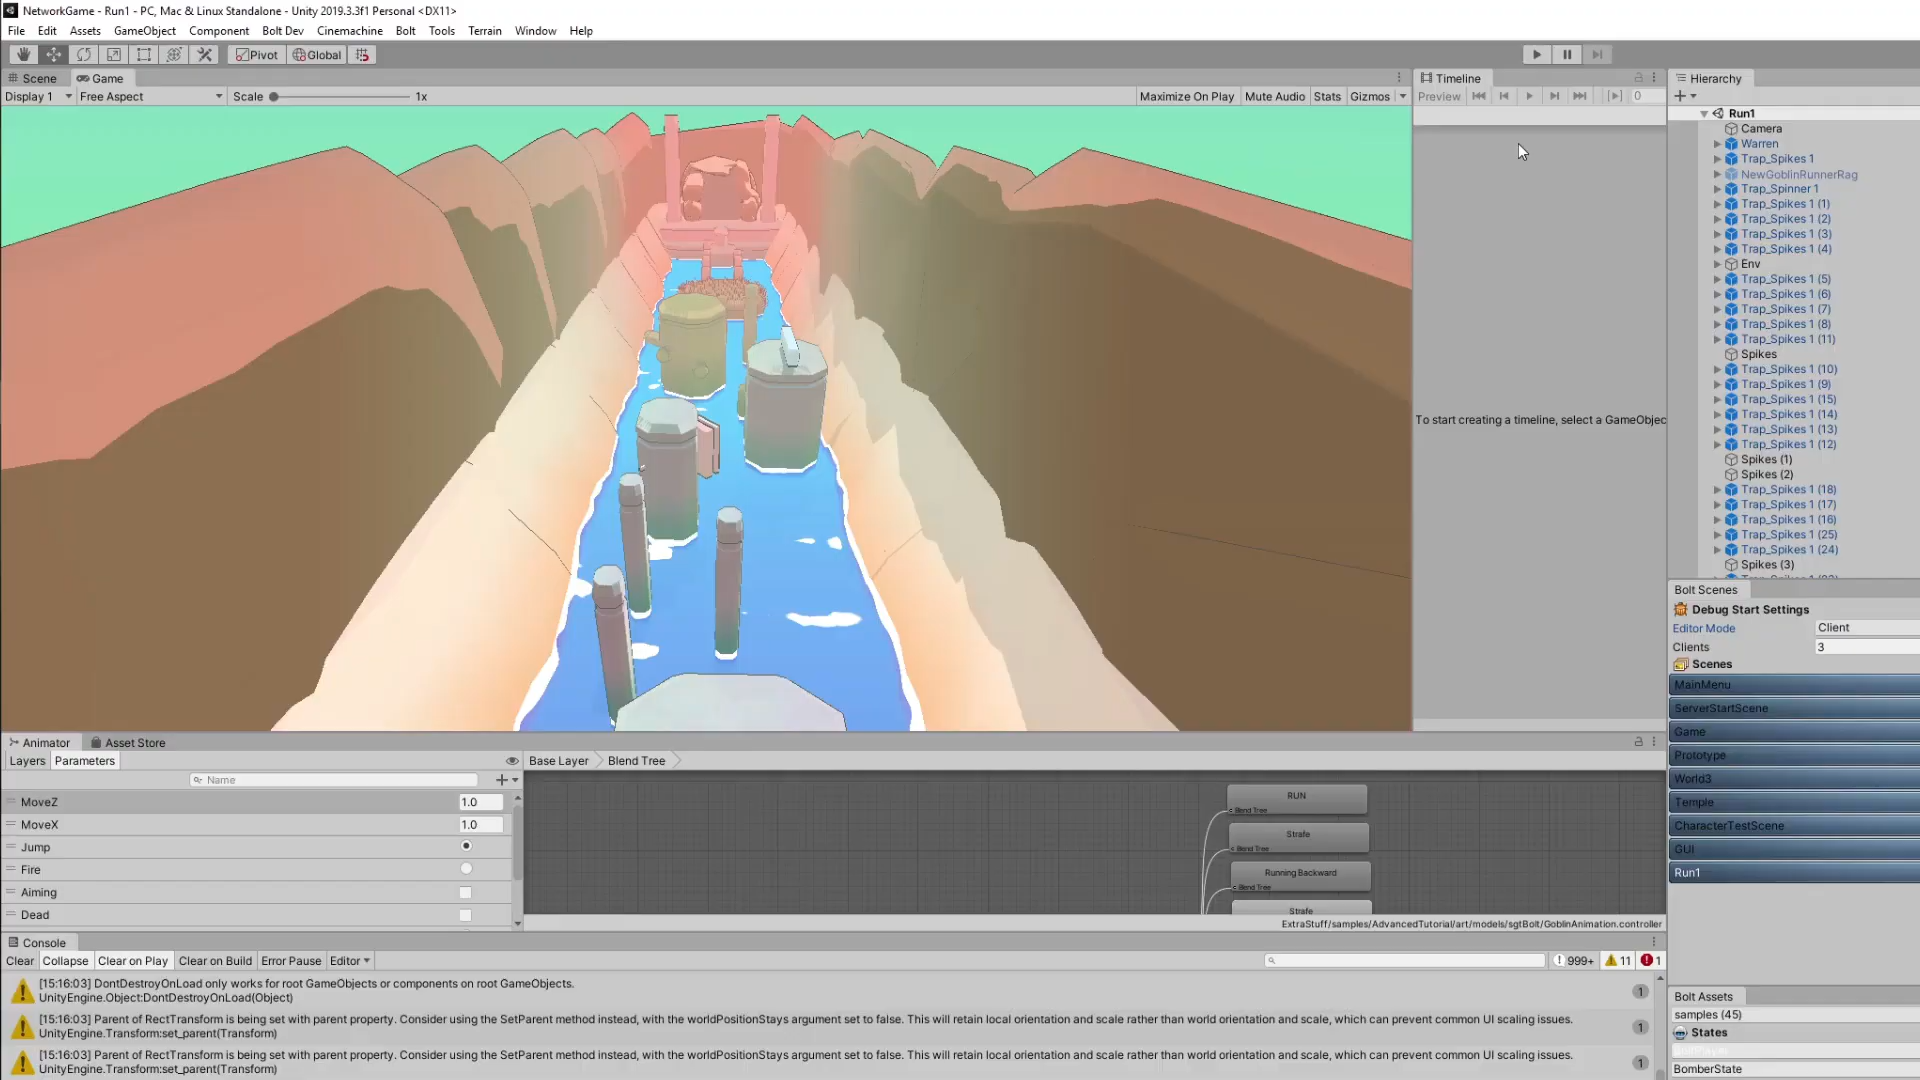 NetworkGame - Run1 - PC, Mac & Linux Standalone - Unity 2019.3.3f1 Personal <DX11>
File Edit Assets GameObject Component Bolt Dev Cinemachine Bolt Tools Terrain Window Help
Pivot Global
Scene Game
Display 1 Free Aspect Scale 1x Maximize On Play Mute Audio Stats Gizmos
Timeline
Preview 0
To start creating a timeline, select a GameObjec
Hierarchy
Run1
Camera
Warren
Trap_Spikes 1
NewGoblinRunnerRag
Trap_Spinner 1
Trap_Spikes 1 (1)
Trap_Spikes 1 (2)
Trap_Spikes 1 (3)
Trap_Spikes 1 (4)
Env
Trap_Spikes 1 (5)
Trap_Spikes 1 (6)
Trap_Spikes 1 (7)
Trap_Spikes 1 (8)
Trap_Spikes 1 (11)
Spikes
Trap_Spikes 1 (10)
Trap_Spikes 1 (9)
Trap_Spikes 1 (15)
Trap_Spikes 1 (14)
Trap_Spikes 1 (13)
Trap_Spikes 1 (12)
Spikes (1)
Spikes (2)
Trap_Spikes 1 (18)
Trap_Spikes 1 (17)
Trap_Spikes 1 (16)
Trap_Spikes 1 (25)
Trap_Spikes 1 (24)
Spikes (3)
Bolt Scenes
Debug Start Settings
Editor Mode Client
Clients 3
Scenes
MainMenu
ServerStartScene
Game
Prototype
World3
Temple
CharacterTestScene
GUI
Run1
Bolt Assets
samples (45)
States
BomberState
Animator Asset Store
Layers Parameters
Name
MoveZ 1.0
MoveX 1.0
Jump
Fire
Aiming
Dead
Base Layer Blend Tree
RUN
Blend Tree
Strafe
Blend Tree
Running Backward
Blend Tree
Strafe
ExtraStuff/samples/AdvancedTutorial/art/models/sgtBolt/GoblinAnimation.controller
Console
Clear Collapse Clear on Play Clear on Build Error Pause Editor 999+ 11 1
[15:16:03] DontDestroyOnLoad only works for root GameObjects or components on root GameObjects.
UnityEngine.Object:DontDestroyOnLoad(Object)
1
[15:16:03] Parent of RectTransform is being set with parent property. Consider using the SetParent method instead, with the worldPositionStays argument set to false. This will retain local orientation and scale rather than world orientation and scale, which can prevent common UI scaling issues.
UnityEngine.Transform:set_parent(Transform)
1
[15:16:03] Parent of RectTransform is being set with parent property. Consider using the SetParent method instead, with the worldPositionStays argument set to false. This will retain local orientation and scale rather than world orientation and scale, which can prevent common UI scaling issues.
UnityEngine.Transform:set_parent(Transform)
1